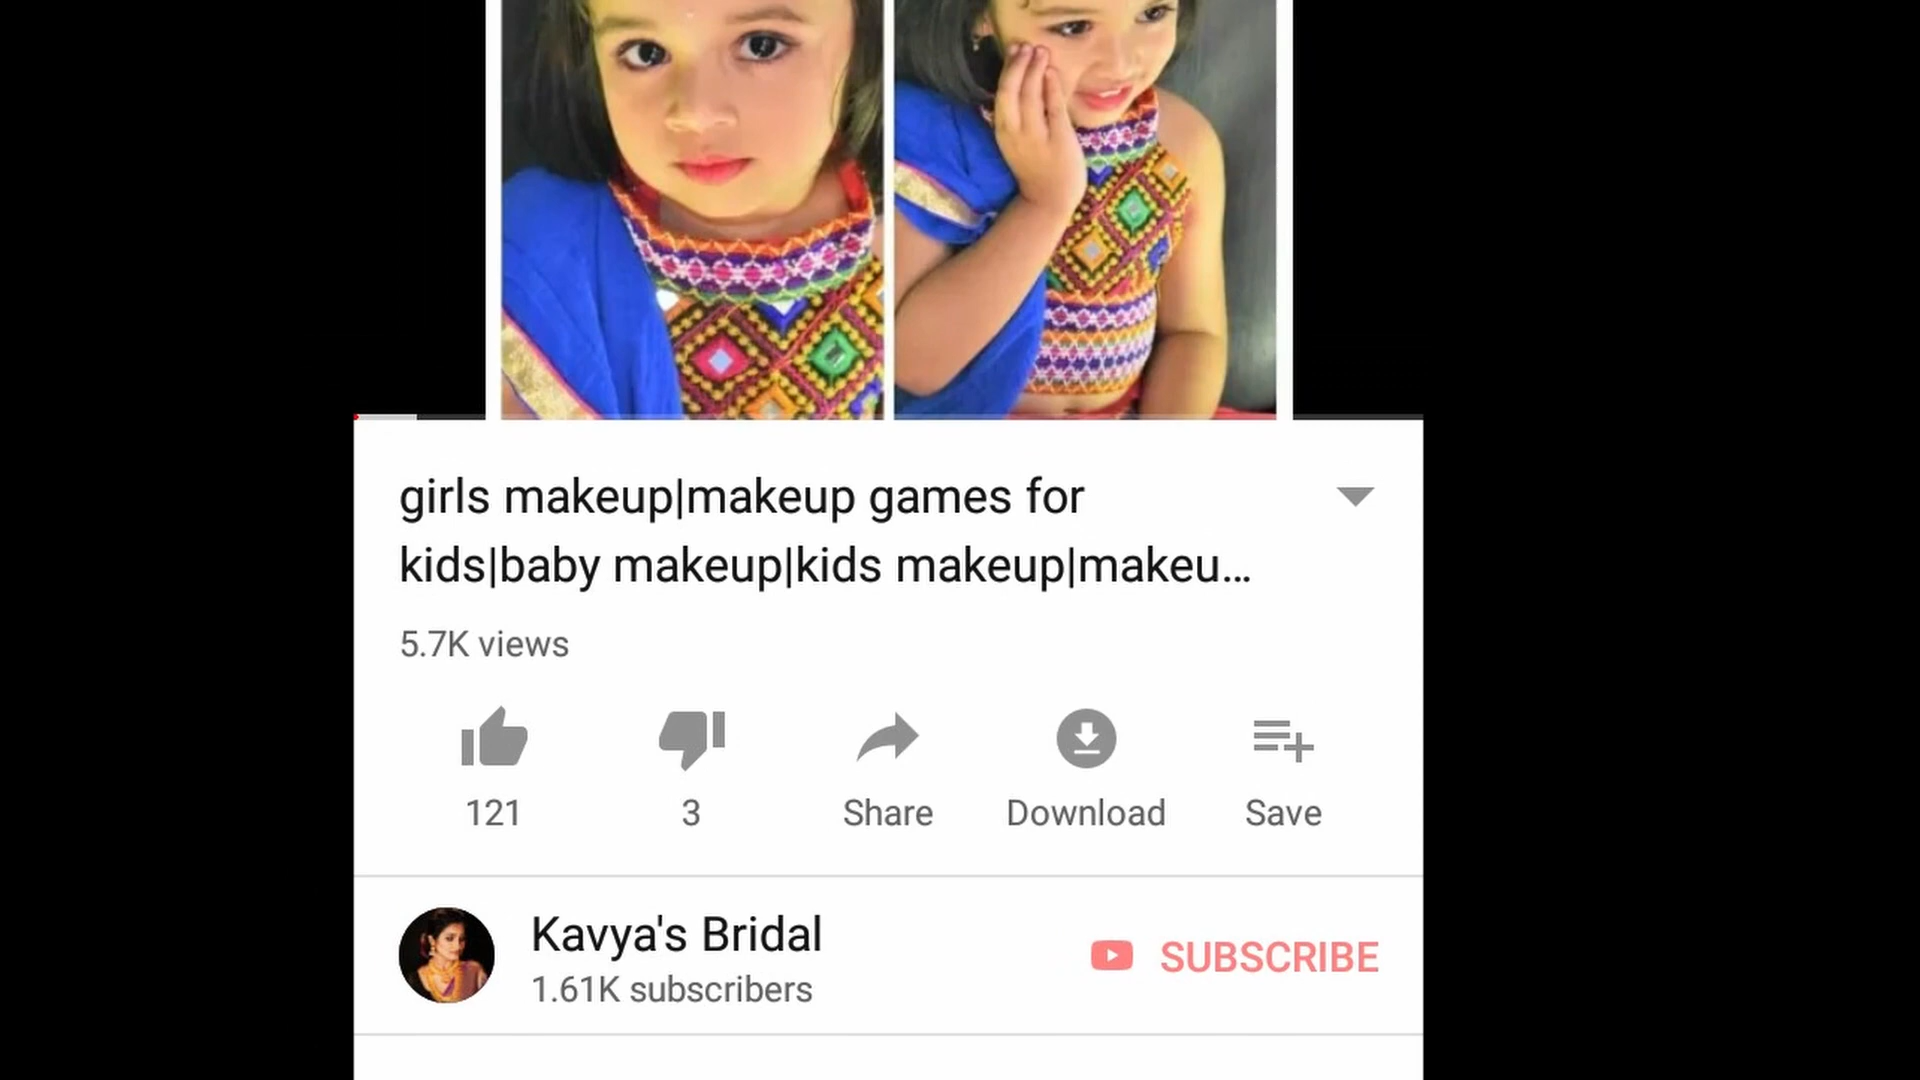 girls makeup|makeup games for
kids|baby makeup|kids makeup|makeu...
5.7K views
121
3
Share
Download
Save
Kavya's Bridal
1.61K subscribers
SUBSCRIBE